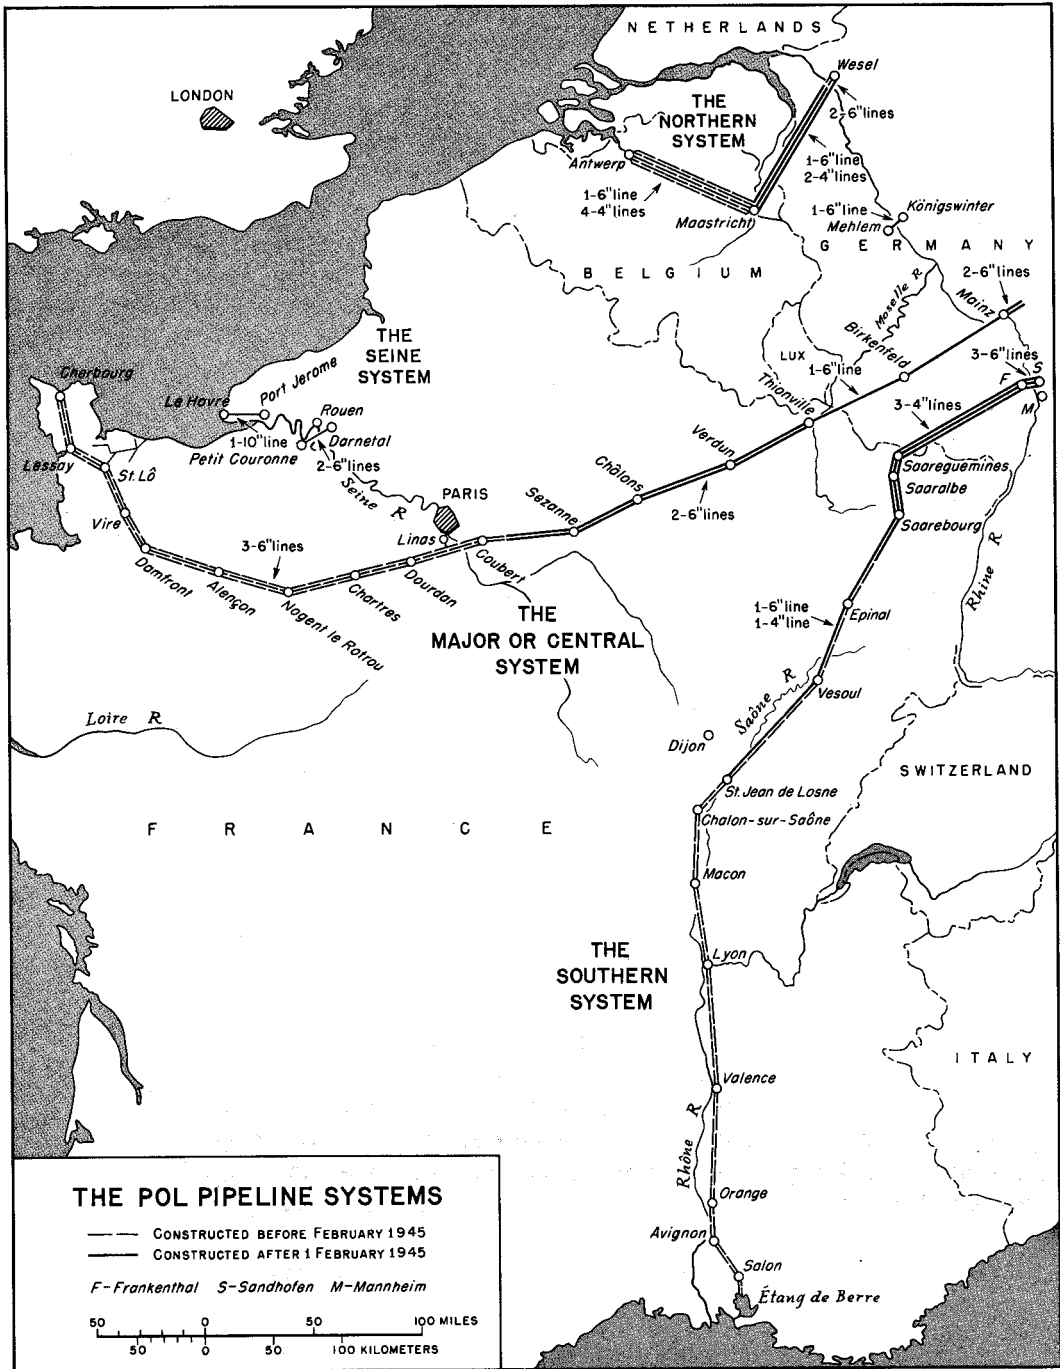 NETHERLANDS
Wesel
LONDON
THE
NORTHERN
SYSTEM
2-6" lines
Antwerp
1-6" line
2-4" lines
1-6" line
4-4" lines
Maastricht
1-6" line
Königswinter
Mehlem
GERMANY
BELGIUM
2-6" lines
Moselle R
Mainz
THE
SEINE
SYSTEM
Birkenfeld
LUX
1-6" line
3-6" lines
S
F
M
Cherbourg
Port Jerome
Le Havre
Thionville
3-4" lines
Rouen
1-10" line
Darnetal
Petit Couronne
2-6" lines
Verdun
Lessay
St. Lô
Saareguemines
Châlons
Saaralbe
Seine R
PARIS
Sezanne
2-6" lines
Vire
Saarebourg
Linas
3-6" lines
Coubert
Damfront
Alençon
Chartres
Dourdan
Nogent le Rotrou
Rhine R
THE
MAJOR OR CENTRAL
SYSTEM
1-6" line
1-4" line
Epinal
Saône R
Vesoul
Loire R
Dijon
SWITZERLAND
St. Jean de Losne
Chalon-sur-Saône
FRANCE
Macon
THE
SOUTHERN
SYSTEM
Lyon
ITALY
Valence
Rhône R
Orange
Avignon
Salon
Étang de Berre
THE POL PIPELINE SYSTEMS
CONSTRUCTED BEFORE FEBRUARY 1945
CONSTRUCTED AFTER 1 FEBRUARY 1945
F-Frankenthal S-Sandhofen M-Mannheim
50 0 50 100 MILES
50 0 50 100 KILOMETERS